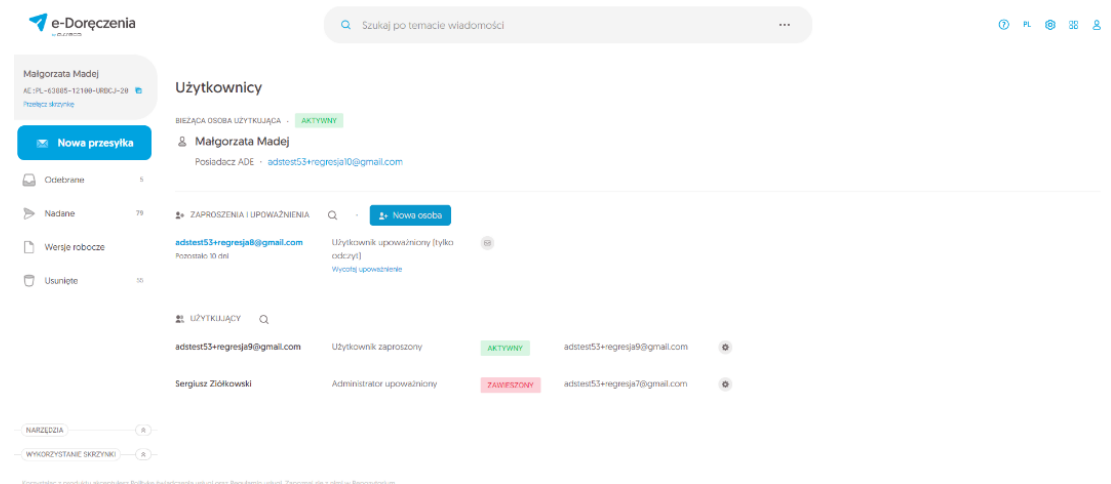 e-Doręczenia
Szukaj po temacie wiadomości
PL
Małgorzata Madej
AE:PL-63885-12100-URBCJ-20
Przełącz skrzynkę
Nowa przesyłka
Odebrane 5
Nadane 79
Wersje robocze
Usunięte 55
NARZĘDZIA
WYKORZYSTANIE SKRZYNKI
Użytkownicy
BIEŻĄCA OSOBA UŻYTKUJĄCA - AKTYWNY
Małgorzata Madej
Posiadacz ADE - adstest53+regresja10@gmail.com
ZAPROSZENIA I UPOWAŻNIENIA - Nowa osoba
adstest53+regresja8@gmail.com Użytkownik upoważniony (tylko
odczyt)
Pozostało 10 dni
Wycofaj upoważnienie
UŻYTKUJĄCY
adstest53+regresja9@gmail.com Użytkownik zaproszony AKTYWNY adstest53+regresja9@gmail.com
Sergiusz Ziółkowski Administrator upoważniony ZAWIESZONY adstest53+regresja7@gmail.com